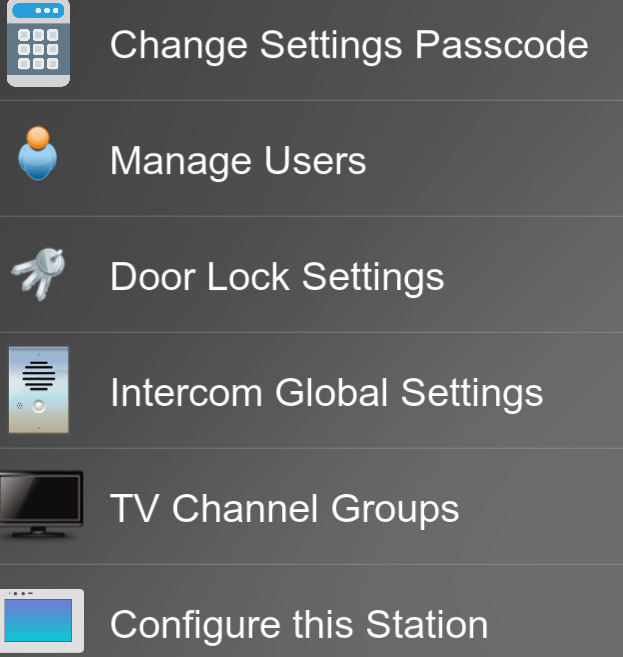 Change Settings Passcode
Manage Users
Door Lock Settings
Intercom Global Settings
TV Channel Groups
Configure this Station